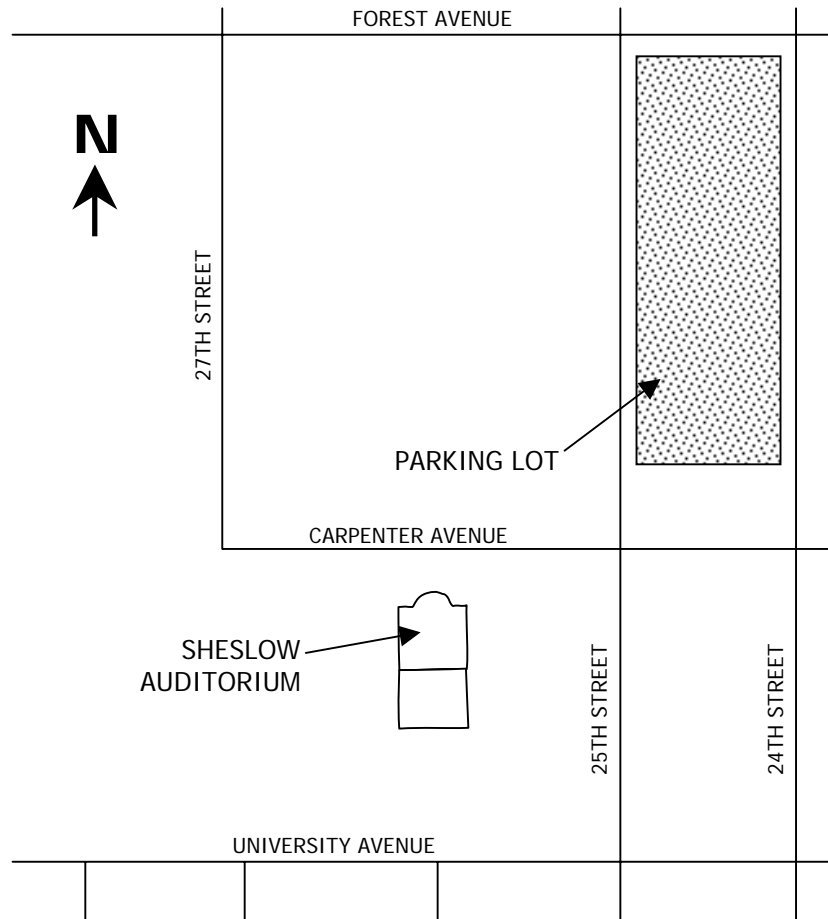 FOREST AVENUE
N
27TH STREET
PARKING LOT
CARPENTER AVENUE
SHESLOW
AUDITORIUM
25TH STREET
24TH STREET
UNIVERSITY AVENUE